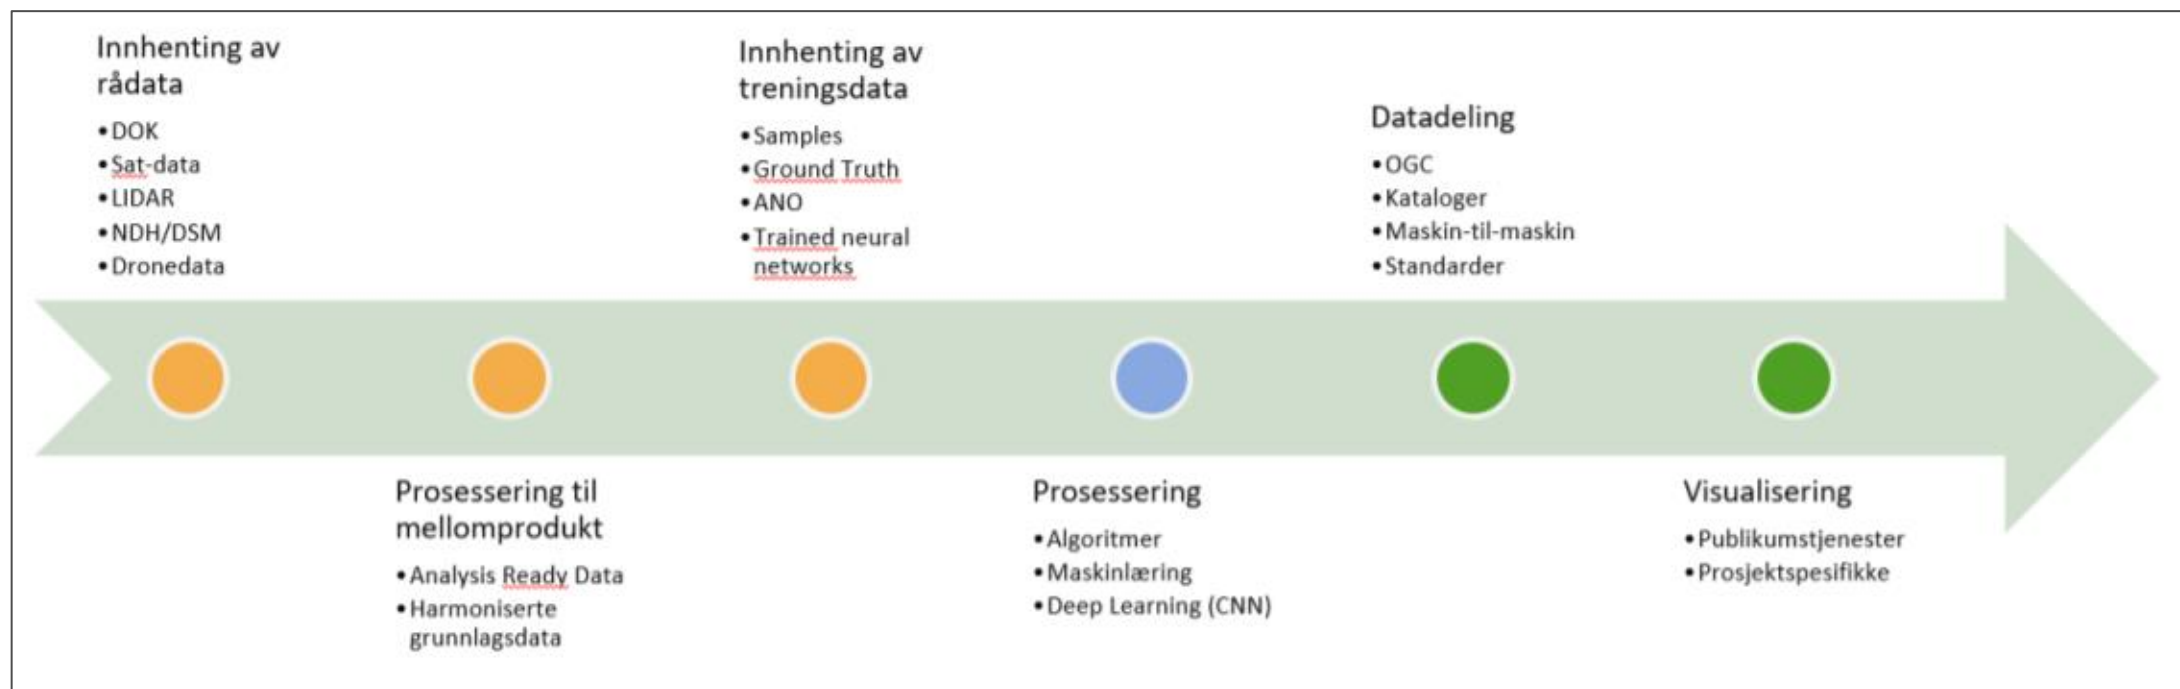 Innhenting av
rådata
•DOK
•Sat-data
•LIDAR
•NDH/DSM
•Dronedata
Prosessering til
mellomprodukt
•Analysis Ready Data
•Harmoniserte
grunnlagsdata
Innhenting av
treningsdata
•Samples
•Ground Truth
•ANO
•Trained neural
networks
Prosessering
•Algoritmer
•Maskinlæring
•Deep Learning (CNN)
Datadeling
•OGC
•Kataloger
•Maskin-til-maskin
•Standarder
Visualisering
•Publikumstjenester
•Prosjektspesifikke